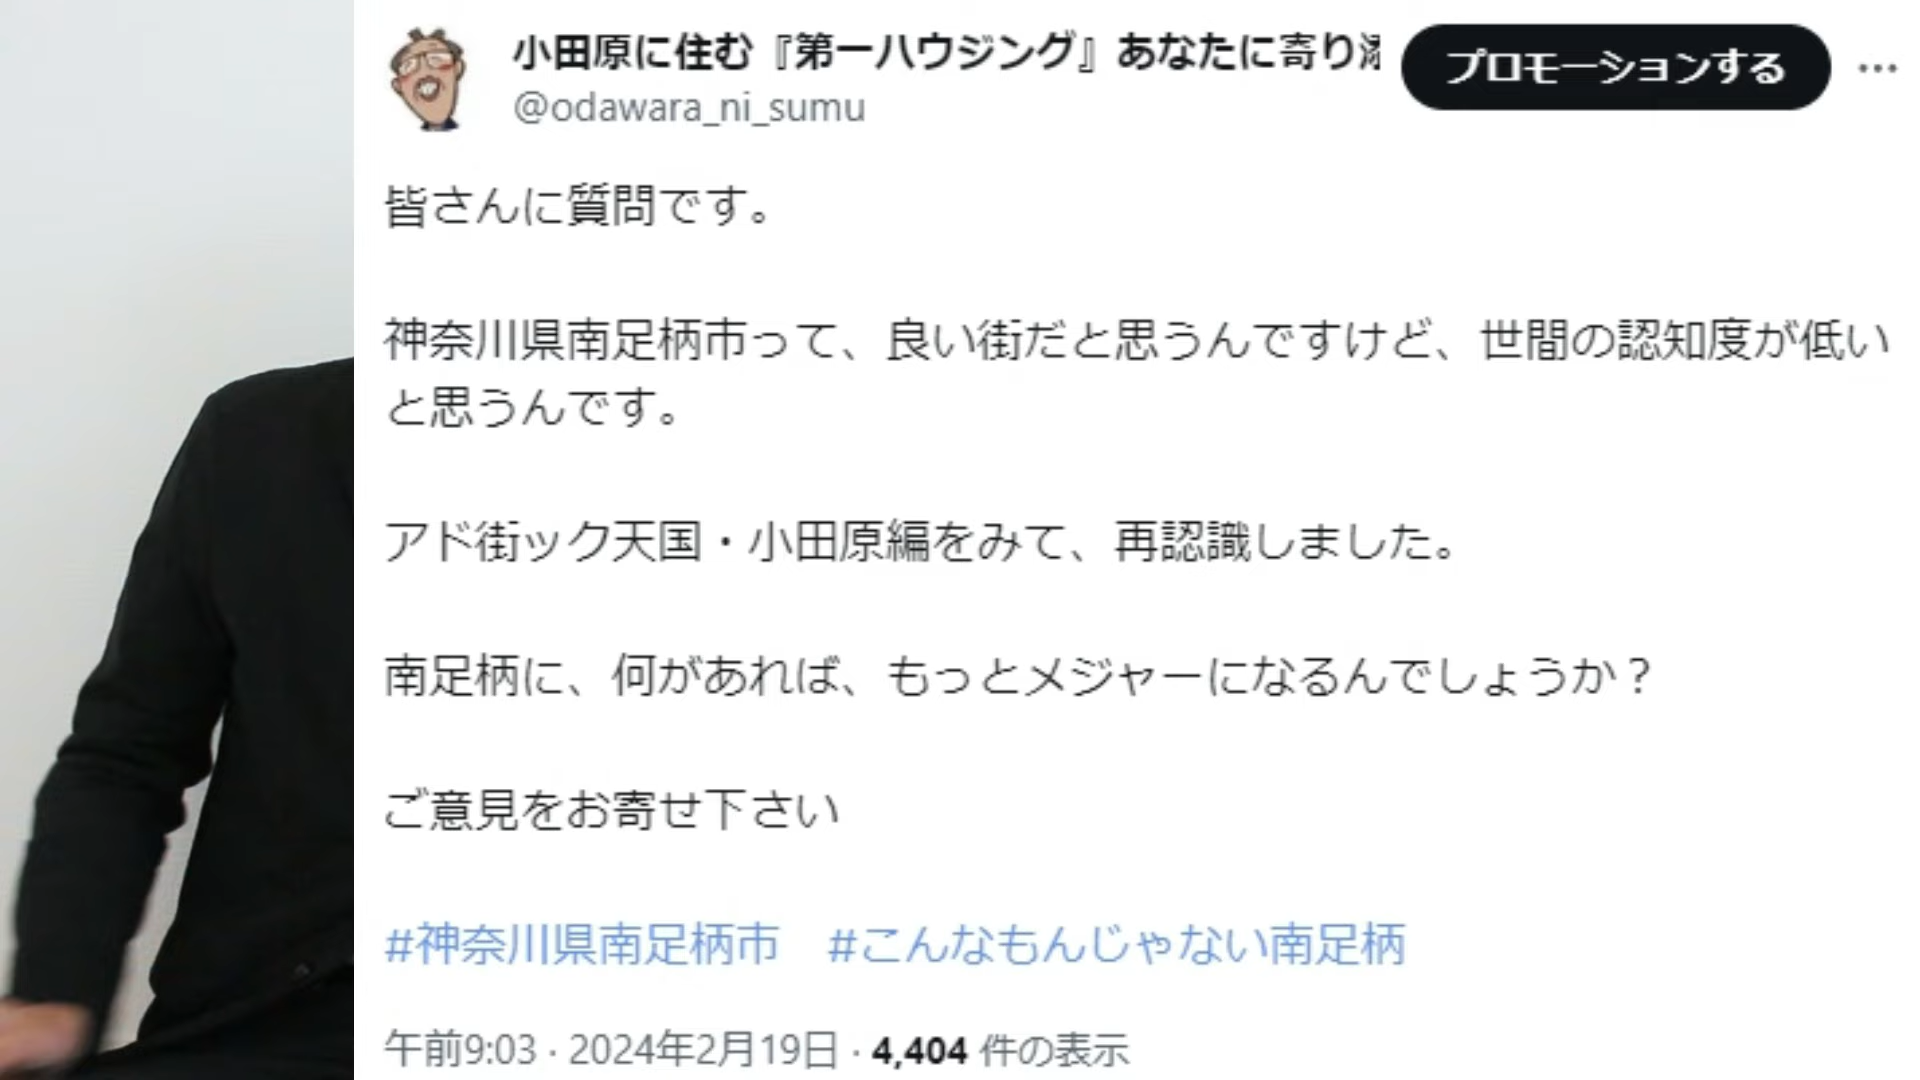 小田原に住む『第一ハウジング』あなたに寄り
プロモーションする
@odawara_ni_sumu
皆さんに質問です。
神奈川県南足柄市って、良い街だと思うんですけど、世間の認知度が低い
と思うんです。
アド街ック天国・小田原編をみて、再認識しました。
南足柄に、何があれば、もっとメジャーになるんでしょうか？
ご意見をお寄せ下さい
#神奈川県南足柄市　#こんなもんじゃない南足柄
午前9:03 · 2024年2月19日 · 4,404 件の表示